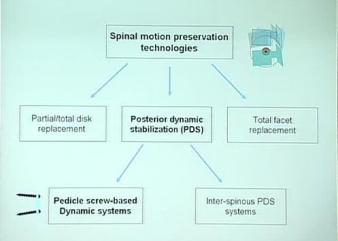 Spinal motion preservation
technologies
Partial/total disk
replacement
Posterior dynamic
stabilization (PDS)
Total facet
replacement
Pedicle screw-based
Dynamic systems
Inter-spinous PDS
systems